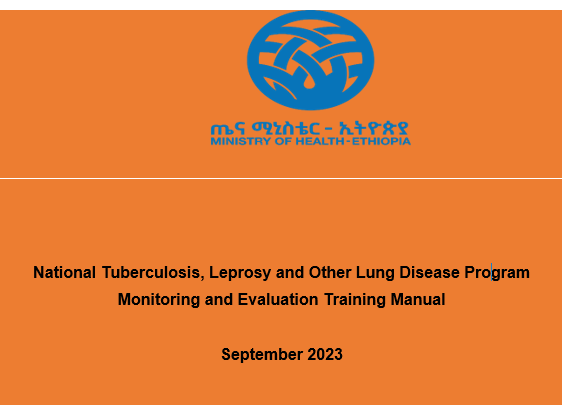 ጤና ሚኒስቴር - ኢትዮጵያ
MINISTRY OF HEALTH-ETHIOPIA
National Tuberculosis, Leprosy and Other Lung Disease Program
Monitoring and Evaluation Training Manual
September 2023